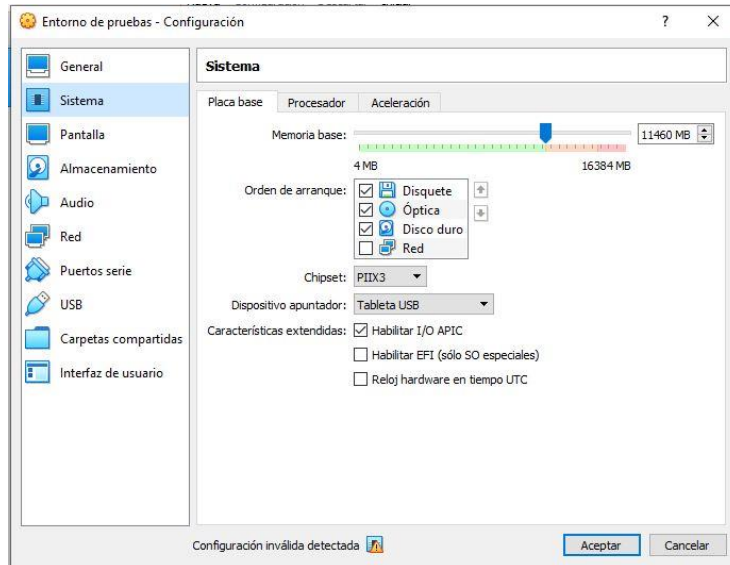 Entorno de pruebas - Configuración ? ×
General
Sistema
Pantalla
Almacenamiento
Audio
Red
Puertos serie
USB
Carpetas compartidas
Interfaz de usuario
Sistema
Placa base Procesador Aceleración
Memoria base: 11460 MB
4 MB 16384 MB
Orden de arranque: Disquete
Óptica
Disco duro
Red
Chipset: PIIX3
Dispositivo apuntador: Tableta USB
Características extendidas: Habilitar I/O APIC
Habilitar EFI (sólo SO especiales)
Reloj hardware en tiempo UTC
Configuración inválida detectada Aceptar Cancelar